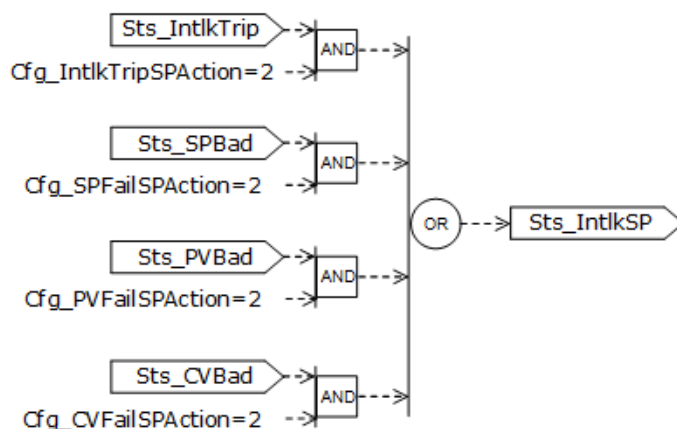 Sts_IntlkTrip
AND
Cfg_IntlkTripSPAction=2
Sts_SPBad
AND
Cfg_SPFailSPAction=2
OR
Sts_IntlkSP
Sts_PVBad
AND
Cfg_PVFailSPAction=2
Sts_CVBad
AND
Cfg_CVFailSPAction=2